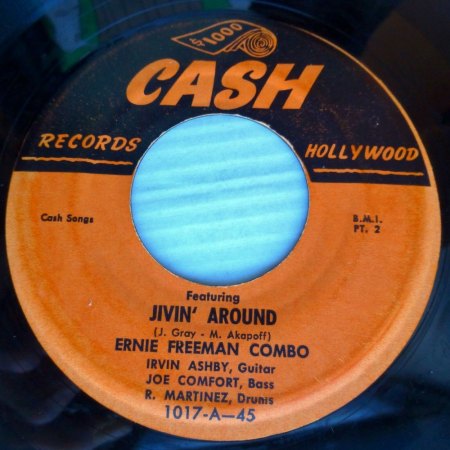 $1000
CASH
RECORDS HOLLYWOOD
Cash Songs
B.M.I.
PT. 2
Featuring
JIVIN' AROUND
(J. Gray - M. Akapoff)
ERNIE FREEMAN COMBO
IRVIN ASHBY, Guitar
JOE COMFORT, Bass
R. MARTINEZ, Drums
1017-A—45